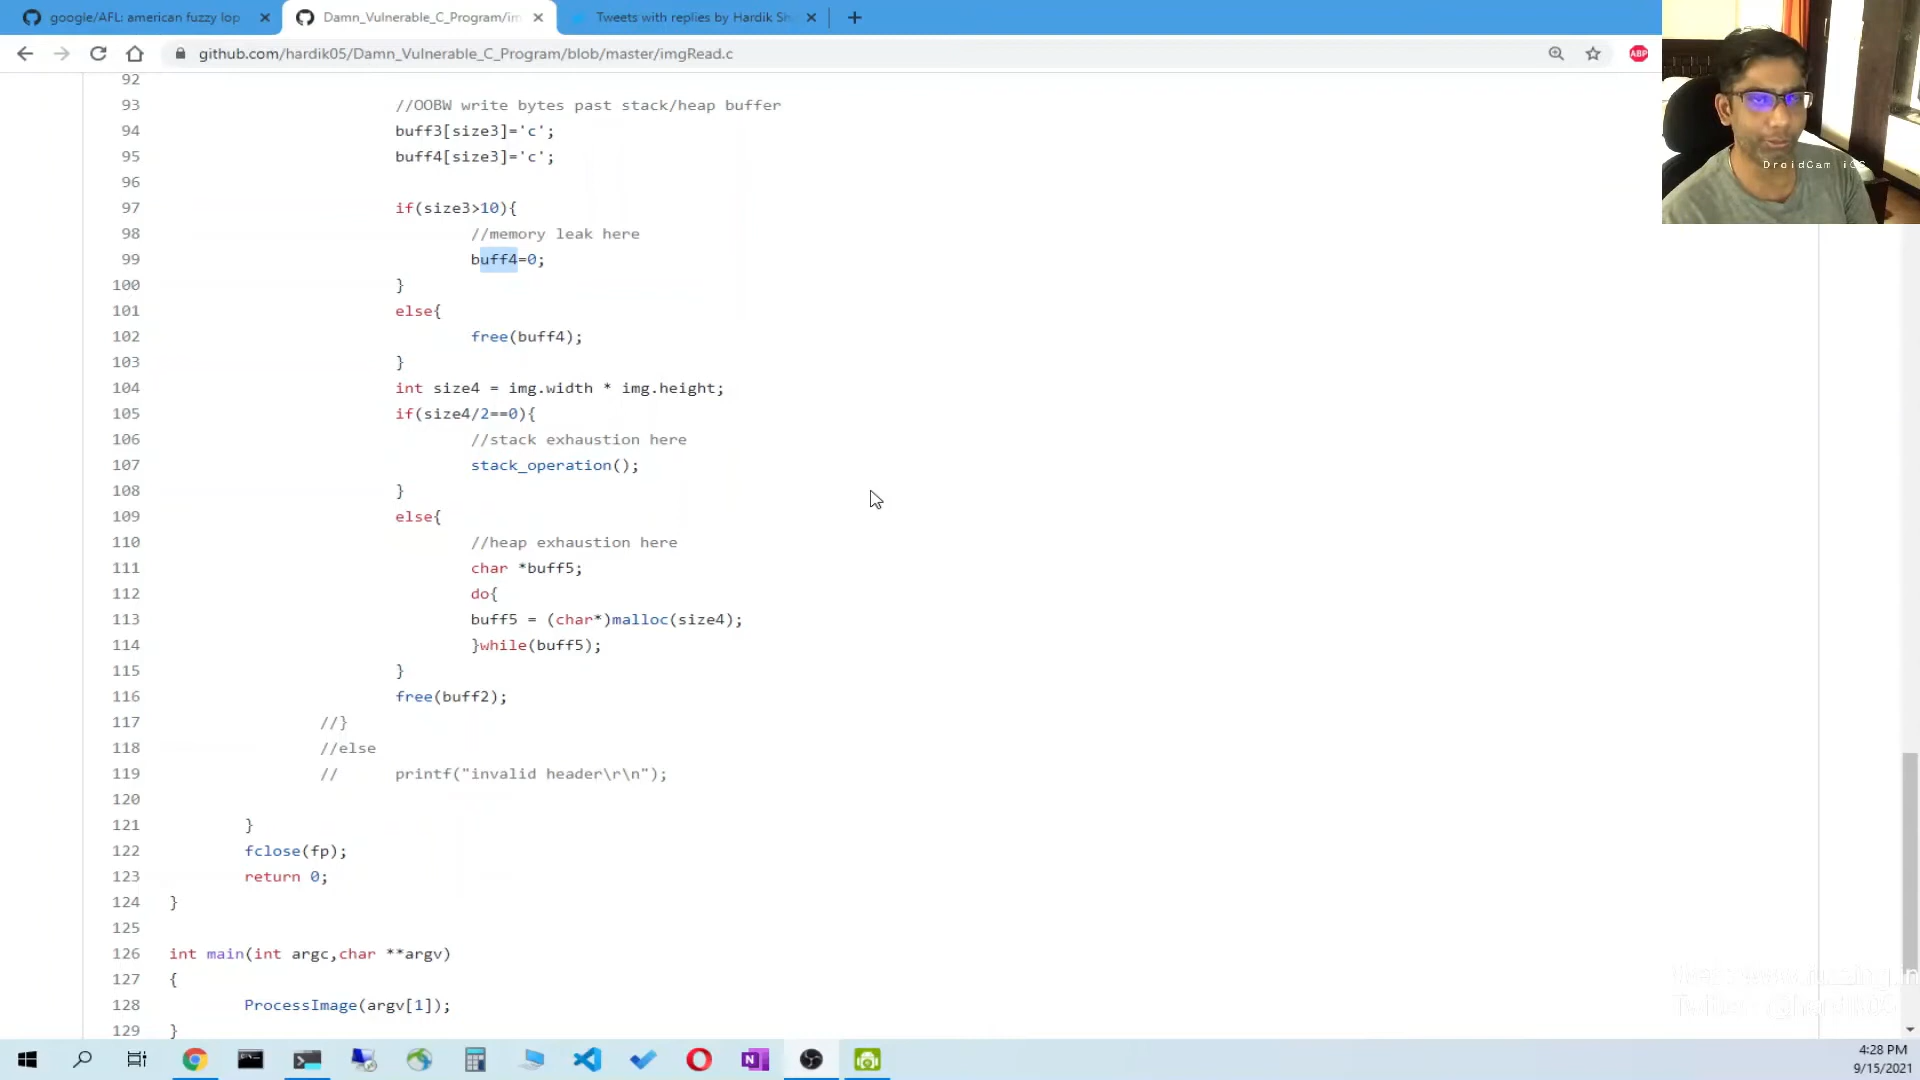 google/AFL: american fuzzy lop
Damn_Vulnerable_C_Program/im
Tweets with replies by Hardik Sh
github.com/hardik05/Damn_Vulnerable_C_Program/blob/master/imgRead.c
ABP
DroidCam iOS
92
93 //OOBW write bytes past stack/heap buffer
94 buff3[size3]='c';
95 buff4[size3]='c';
96
97 if(size3>10){
98 //memory leak here
99 buff4=0;
100 }
101 else{
102 free(buff4);
103 }
104 int size4 = img.width * img.height;
105 if(size4/2==0){
106 //stack exhaustion here
107 stack_operation();
108 }
109 else{
110 //heap exhaustion here
111 char *buff5;
112 do{
113 buff5 = (char*)malloc(size4);
114 }while(buff5);
115 }
116 free(buff2);
117 //}
118 //else
119 // printf("invalid header\r\n");
120
121 }
122 fclose(fp);
123 return 0;
124 }
125
126 int main(int argc,char **argv)
127 {
128 ProcessImage(argv[1]);
129 }
4:28 PM
9/15/2021